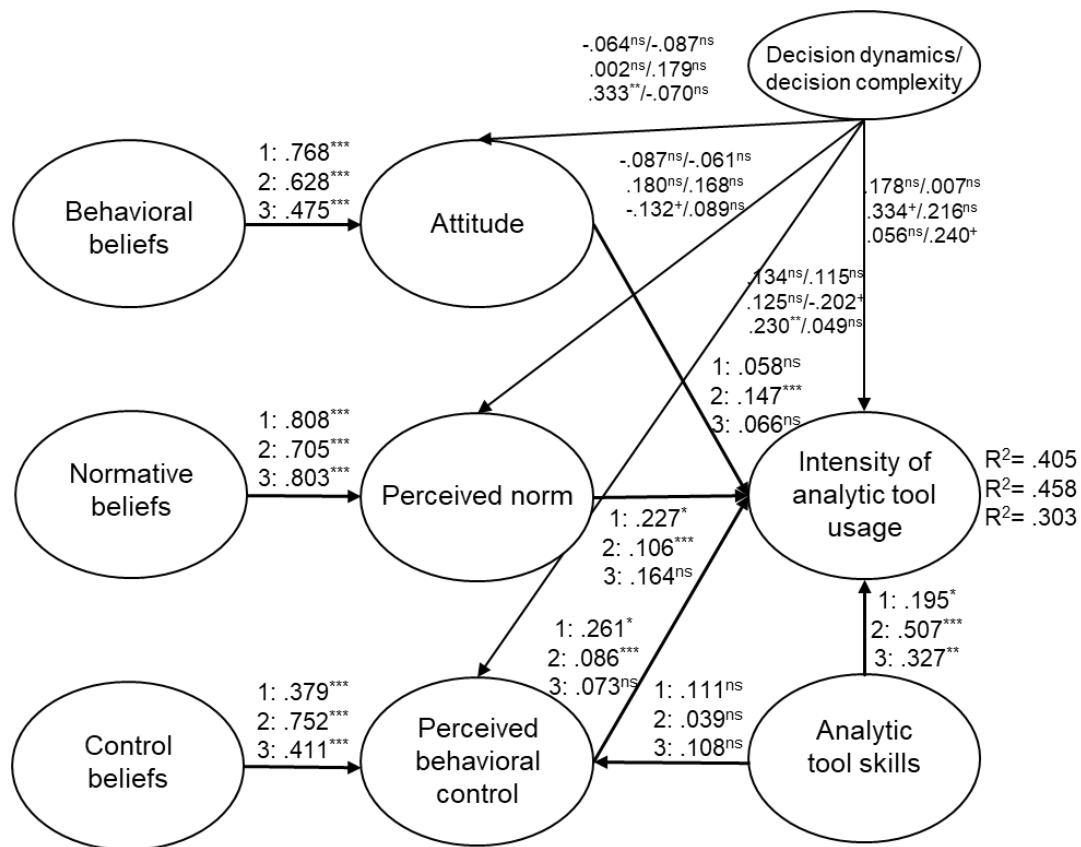 -.064ns/-.087ns
.002ns/.179ns
.333**/-.070ns
Decision dynamics/
decision complexity
1: .768***
2: .628***
3: .475***
Behavioral
beliefs
Attitude
-.087ns/-.061ns
.180ns/.168ns
-.132+/.089ns
.178ns/.007ns
.334+/.216ns
.056ns/.240+
.134ns/.115ns
.125ns/-.202+
.230**/.049ns
1: .058ns
2: .147***
3: .066ns
1: .808***
2: .705***
3: .803***
Normative
beliefs
Perceived norm
Intensity of
analytic tool
usage
R2= .405
R2= .458
R2= .303
1: .227*
2: .106***
3: .164ns
1: .195*
2: .507***
3: .327**
1: .261*
2: .086***
3: .073ns
1: .379***
2: .752***
3: .411***
1: .111ns
2: .039ns
3: .108ns
Control
beliefs
Perceived
behavioral
control
Analytic
tool skills